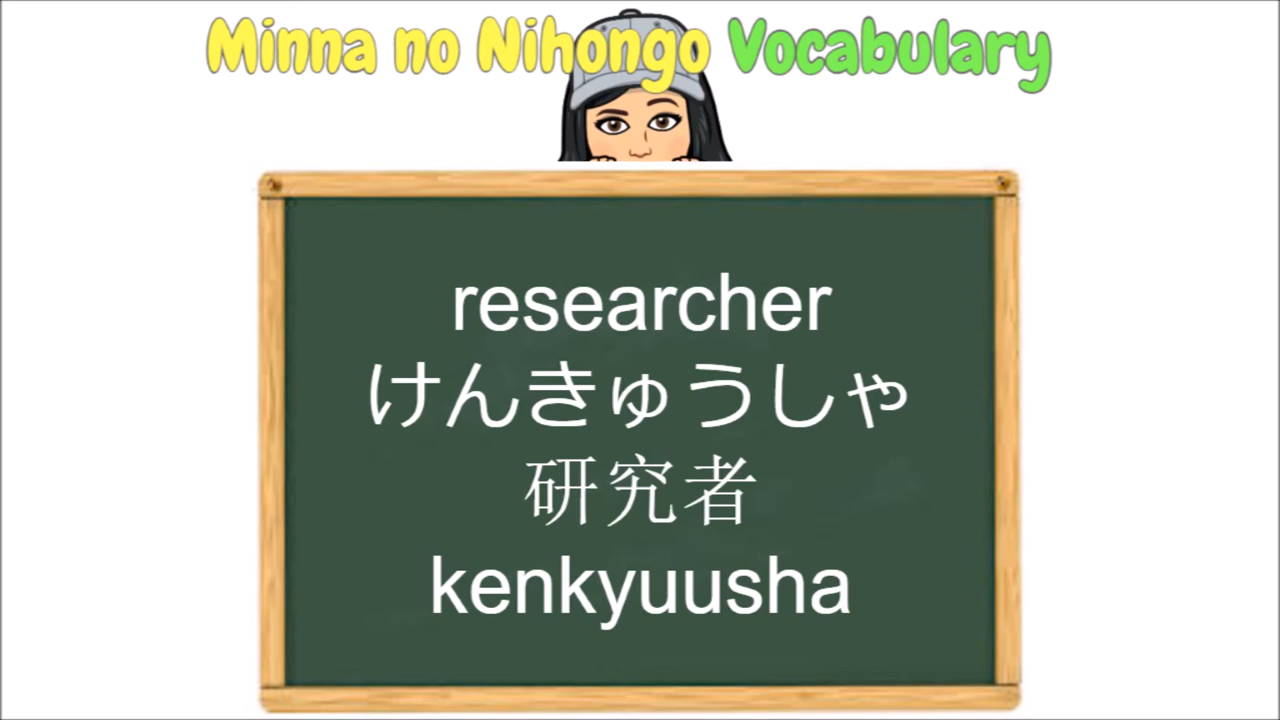 Minna no Nihongo Vocabulary
researcher
けんきゅうしゃ
研究者
kenkyuusha